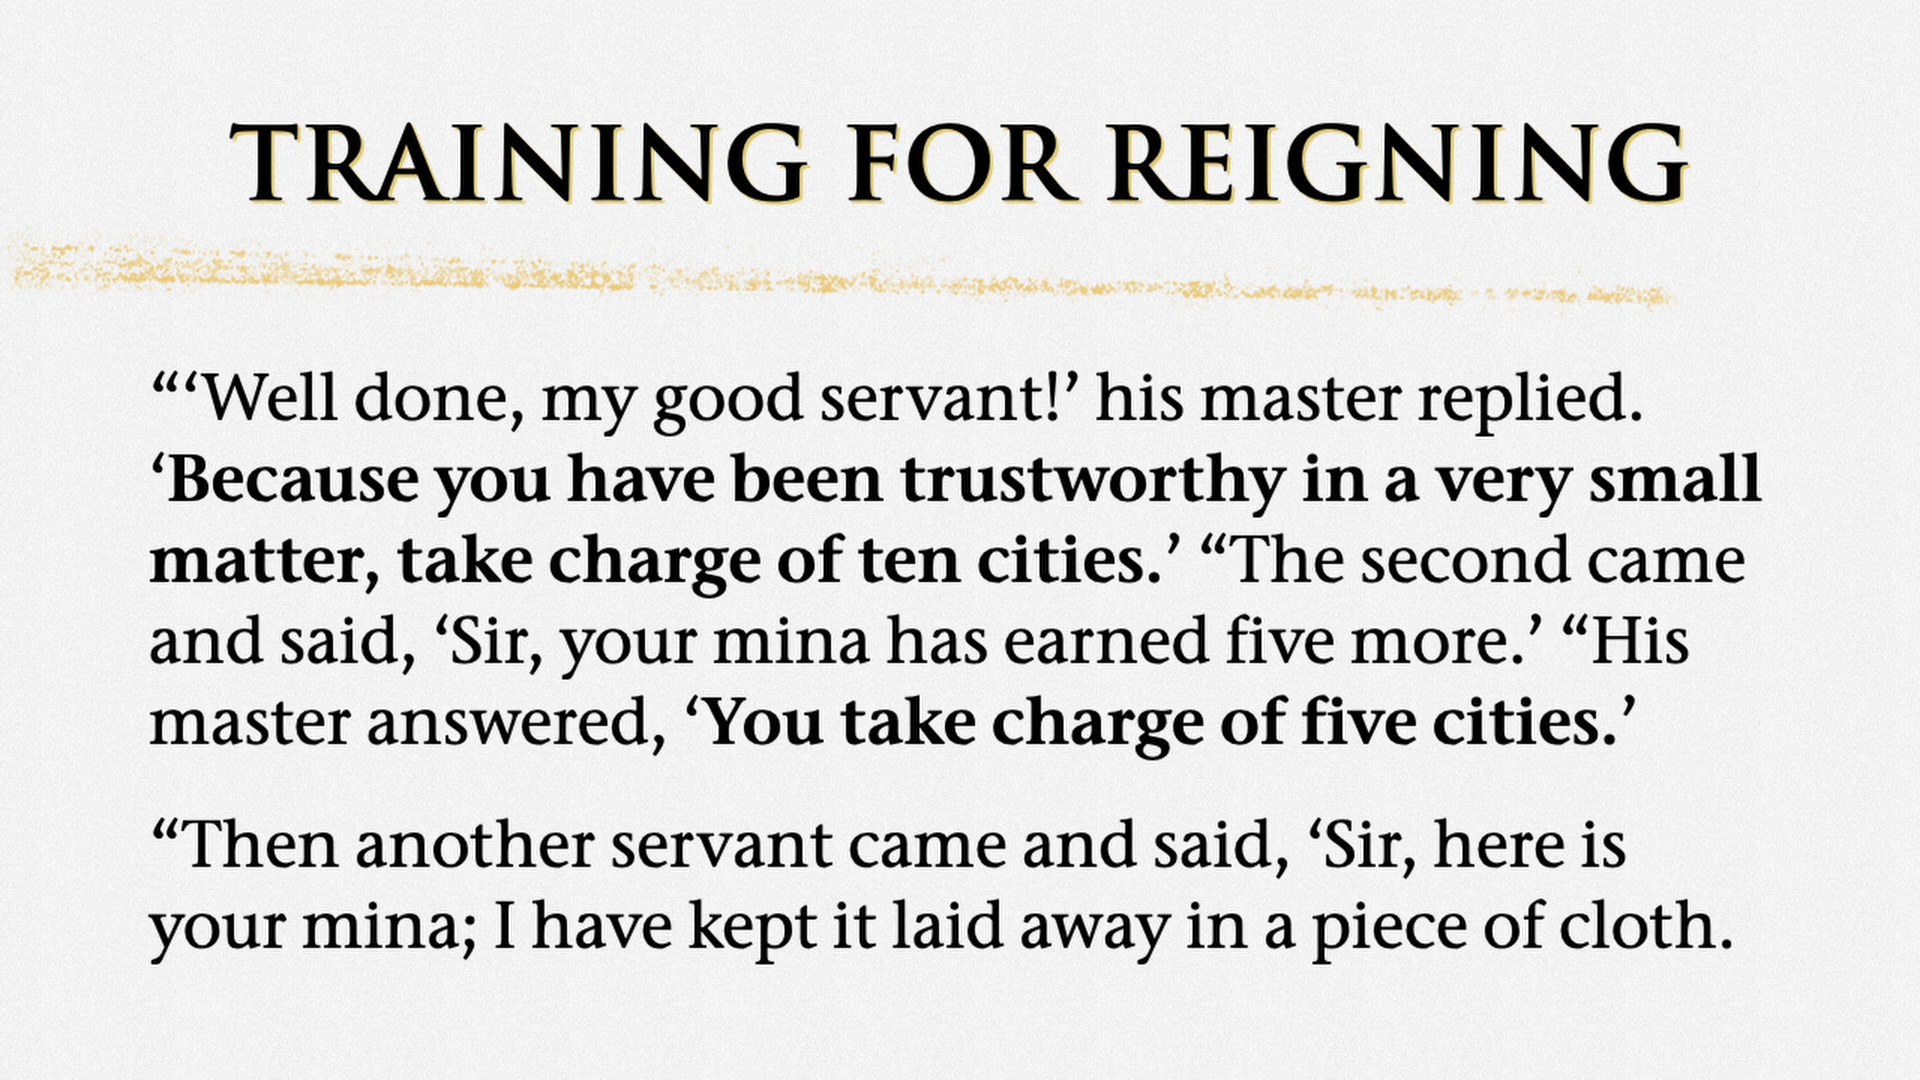 TRAINING FOR REIGNING
“‘Well done, my good servant!’ his master replied.
‘Because you have been trustworthy in a very small
matter, take charge of ten cities.’ “The second came
and said, ‘Sir, your mina has earned five more.’ “His
master answered, ‘You take charge of five cities.’
“Then another servant came and said, ‘Sir, here is
your mina; I have kept it laid away in a piece of cloth.